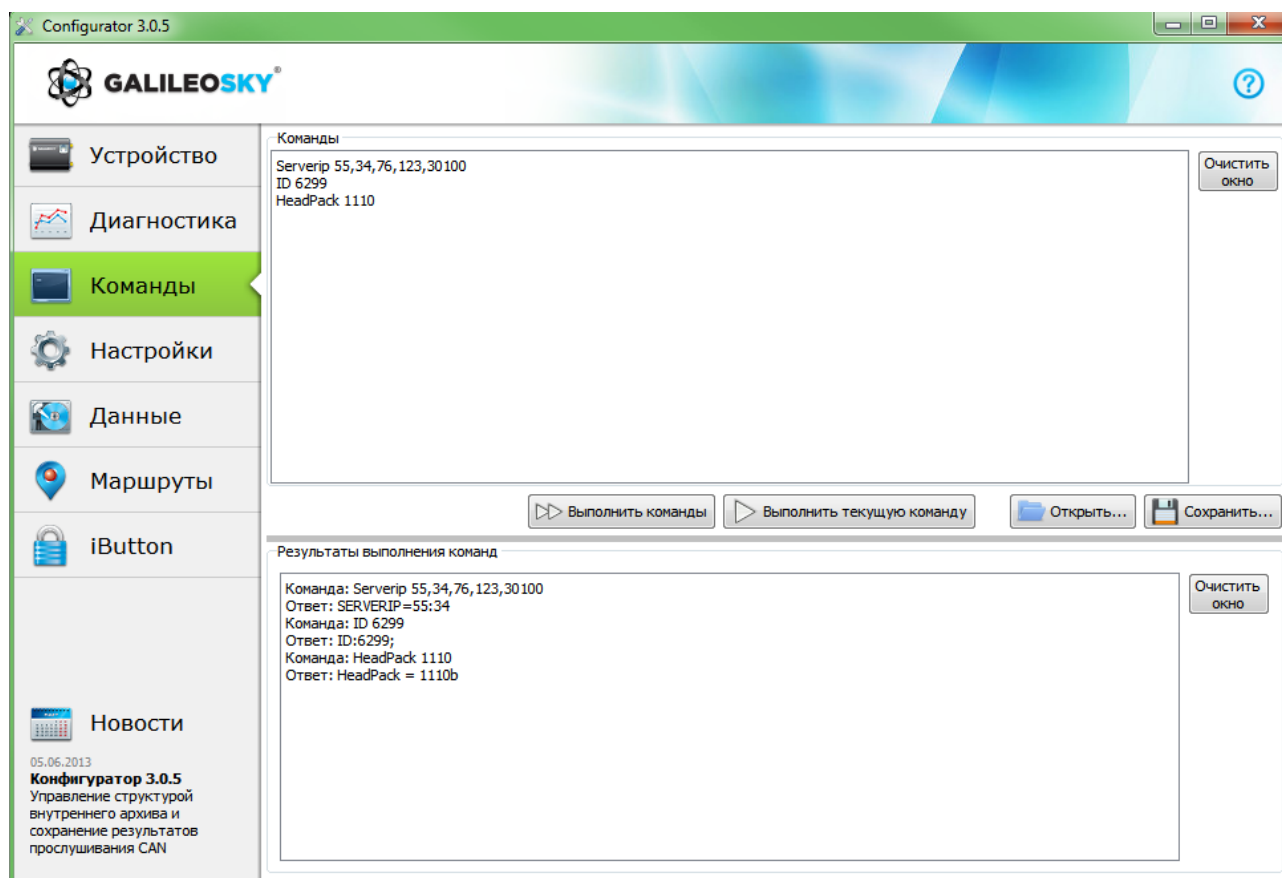 Configurator 3.0.5
GALILEOSKY®
?
Устройство
Диагностика
Команды
Настройки
Данные
Маршруты
iButton
Новости
05.06.2013
Конфигуратор 3.0.5
Управление структурой
внутреннего архива и
сохранение результатов
прослушивания CAN
Команды
Serverip 55,34,76,123,30100
ID 6299
HeadPack 1110
Очистить
окно
Выполнить команды
Выполнить текущую команду
Открыть...
Сохранить...
Результаты выполнения команд
Команда: Serverip 55,34,76,123,30100
Ответ: SERVERIP=55:34
Команда: ID 6299
Ответ: ID:6299;
Команда: HeadPack 1110
Ответ: HeadPack = 1110b
Очистить
окно